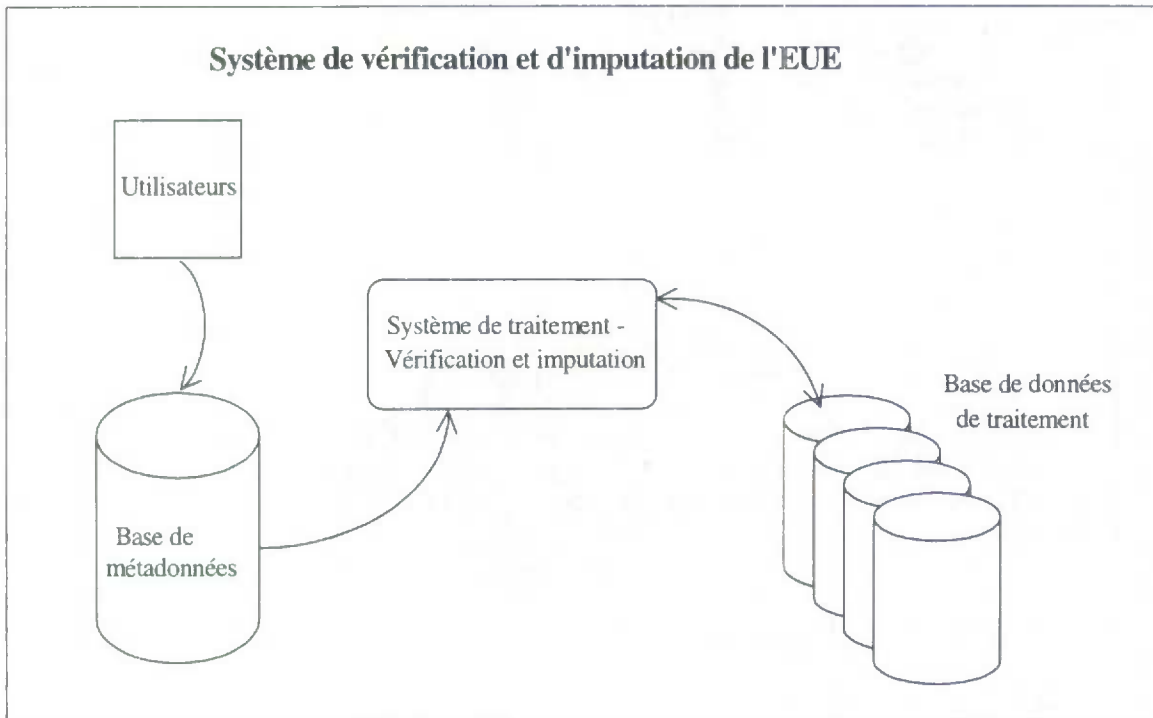 Système de vérification et d'imputation de l'EUE
Utilisateurs
Système de traitement -
Vérification et imputation
Base de données
de traitement
Base de
métadonnées